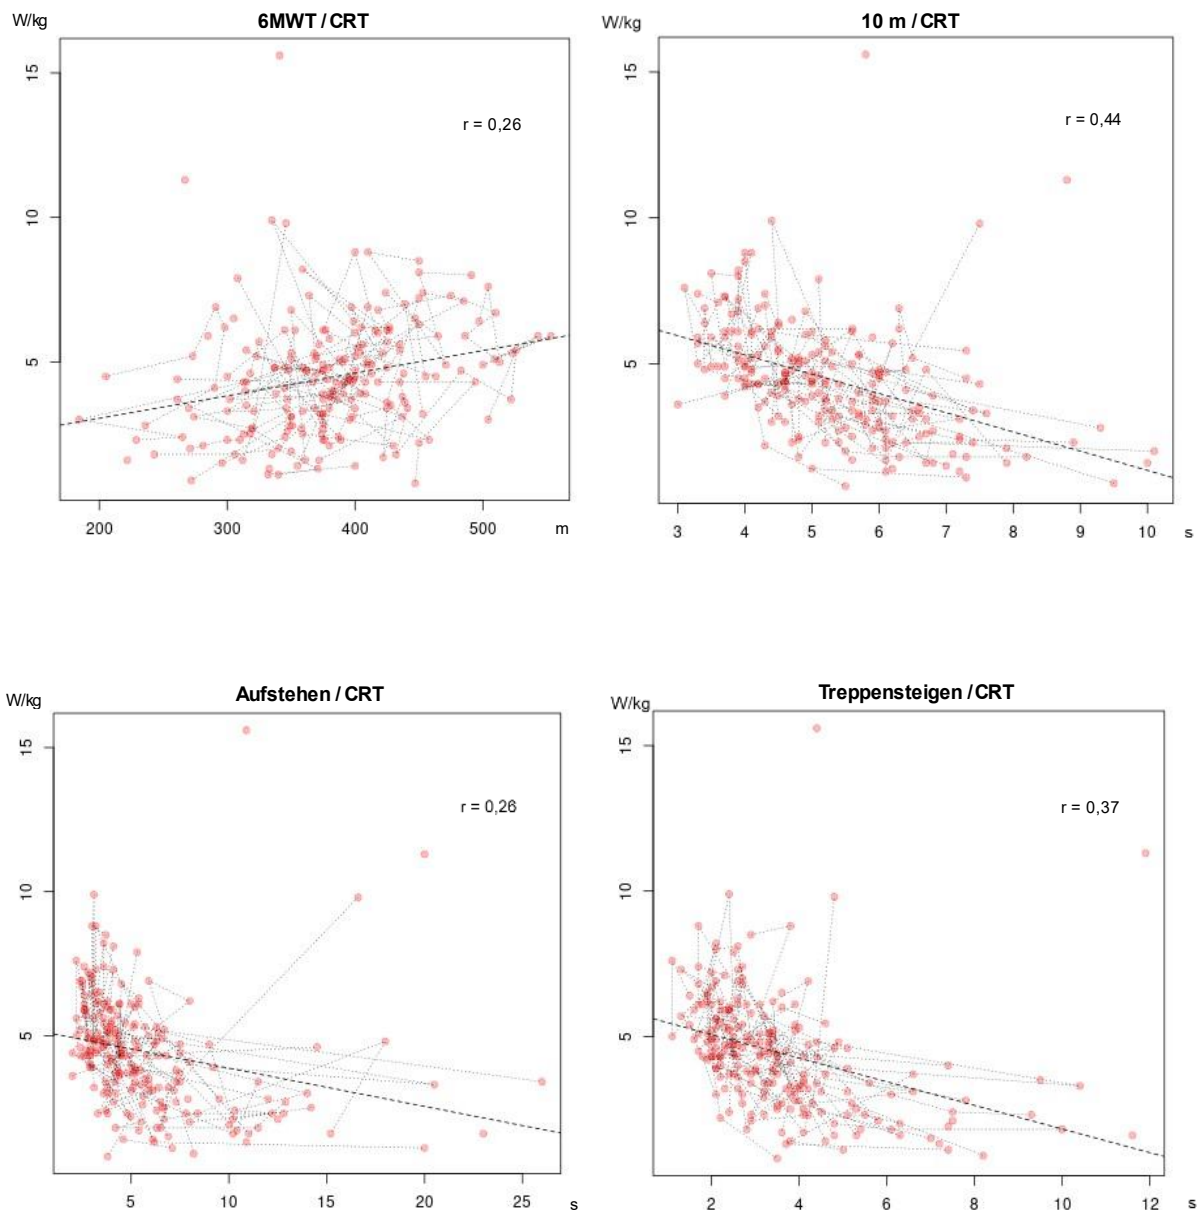 W/kg 6MWT / CRT
r = 0,26
15
10
5
200 300 400 500 m
W/kg 10 m / CRT
r = 0,44
15
10
5
3 4 5 6 7 8 9 10 s
W/kg Aufstehen / CRT
r = 0,26
15
10
5
5 10 15 20 25 s
W/kg Treppensteigen / CRT
r = 0,37
15
10
5
2 4 6 8 10 12 s